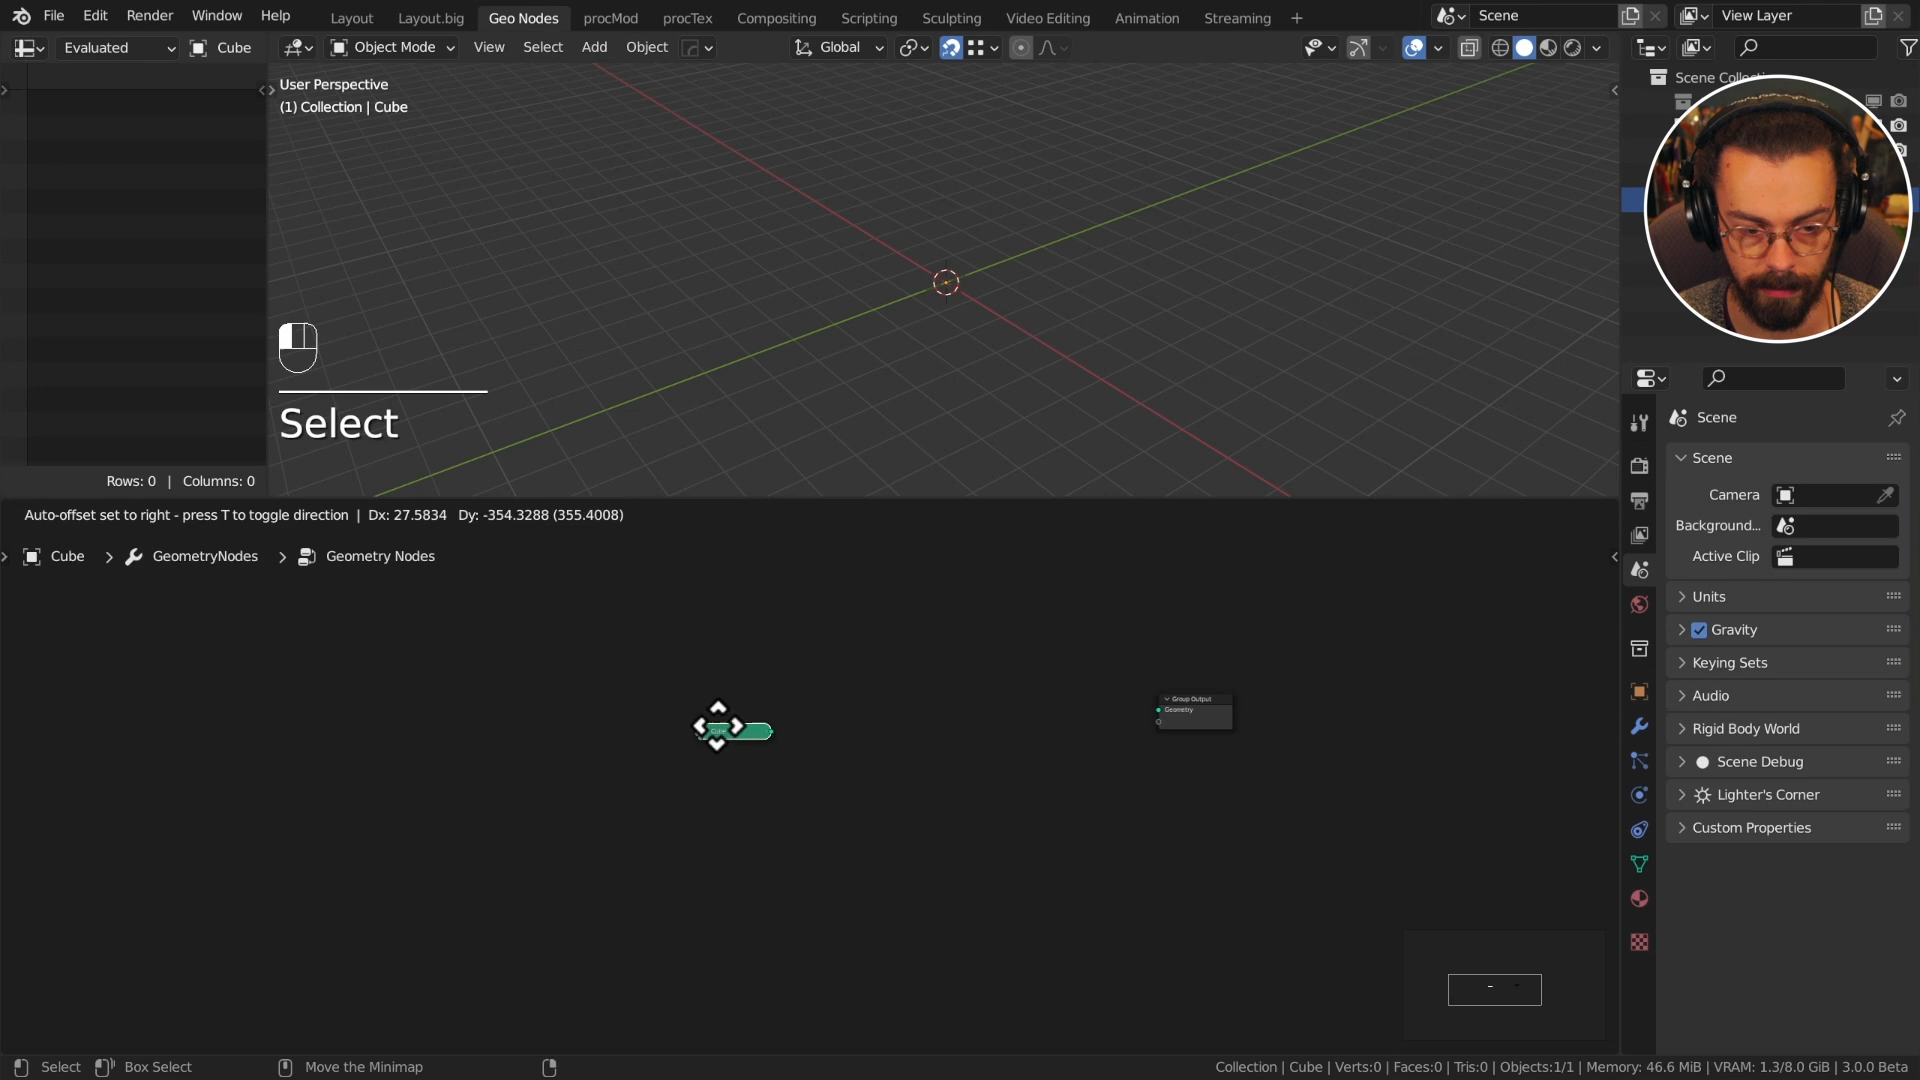 File Edit Render Window Help Layout Layout.big Geo Nodes procMod procTex Compositing Scripting Sculpting Video Editing Animation Streaming + Scene View Layer
Evaluated Cube Object Mode View Select Add Object Global
User Perspective
(1) Collection | Cube
Select
Rows: 0 | Columns: 0
Auto-offset set to right - press T to toggle direction | Dx: 27.5834 Dy: -354.3288 (355.4008)
Cube > GeometryNodes > Geometry Nodes
Cube
Group Output
Geometry
Scene
Scene
Camera
Background...
Active Clip
Units
Gravity
Keying Sets
Audio
Rigid Body World
Scene Debug
Lighter's Corner
Custom Properties
Select Box Select Move the Minimap
Collection | Cube | Verts:0 | Faces:0 | Tris:0 | Objects:1/1 | Memory: 46.6 MiB | VRAM: 1.3/8.0 GiB | 3.0.0 Beta